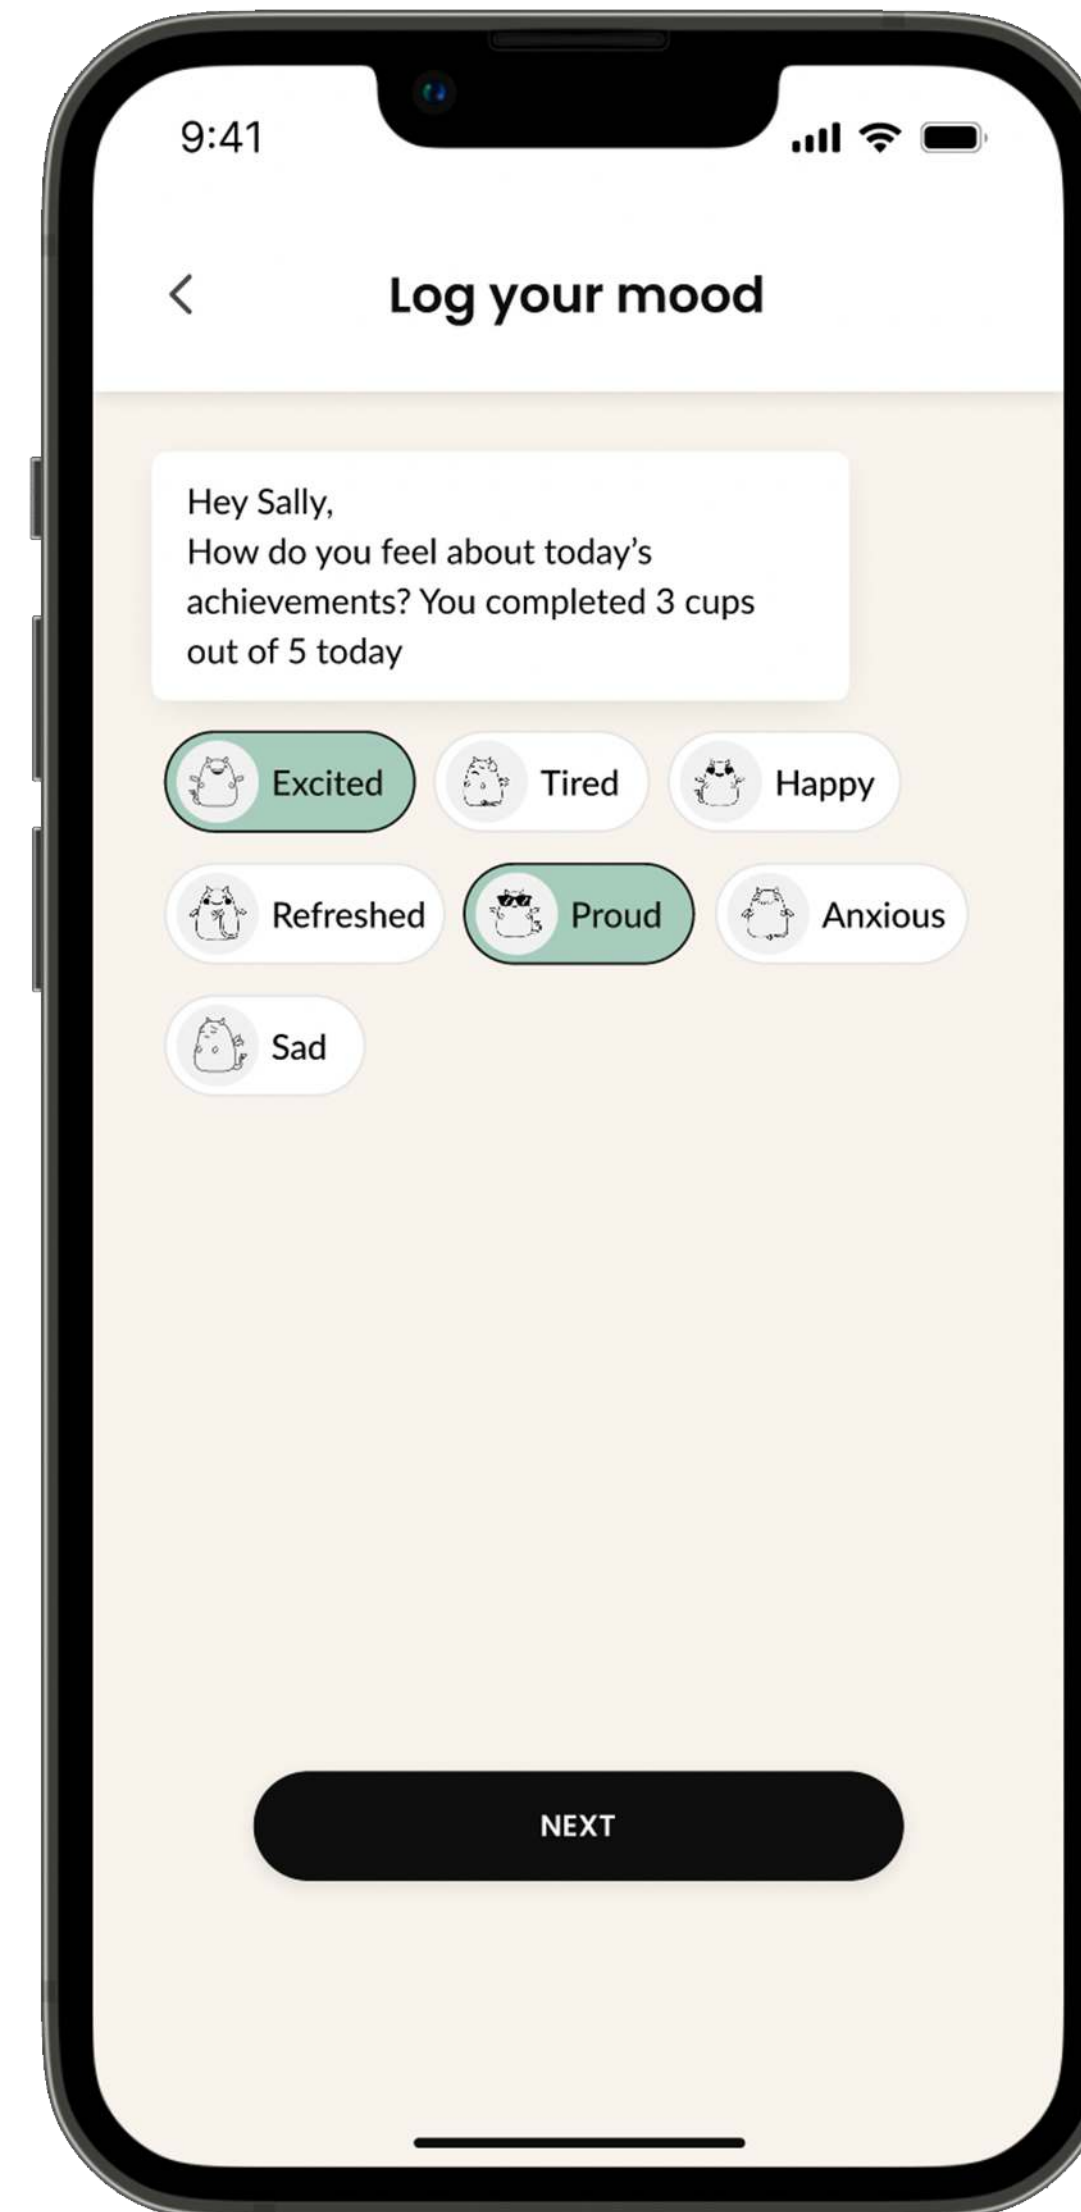 9:41
Log your mood
Hey Sally,
How do you feel about today’s
achievements? You completed 3 cups
out of 5 today
Excited Tired Happy
Refreshed Proud Anxious
Sad
NEXT